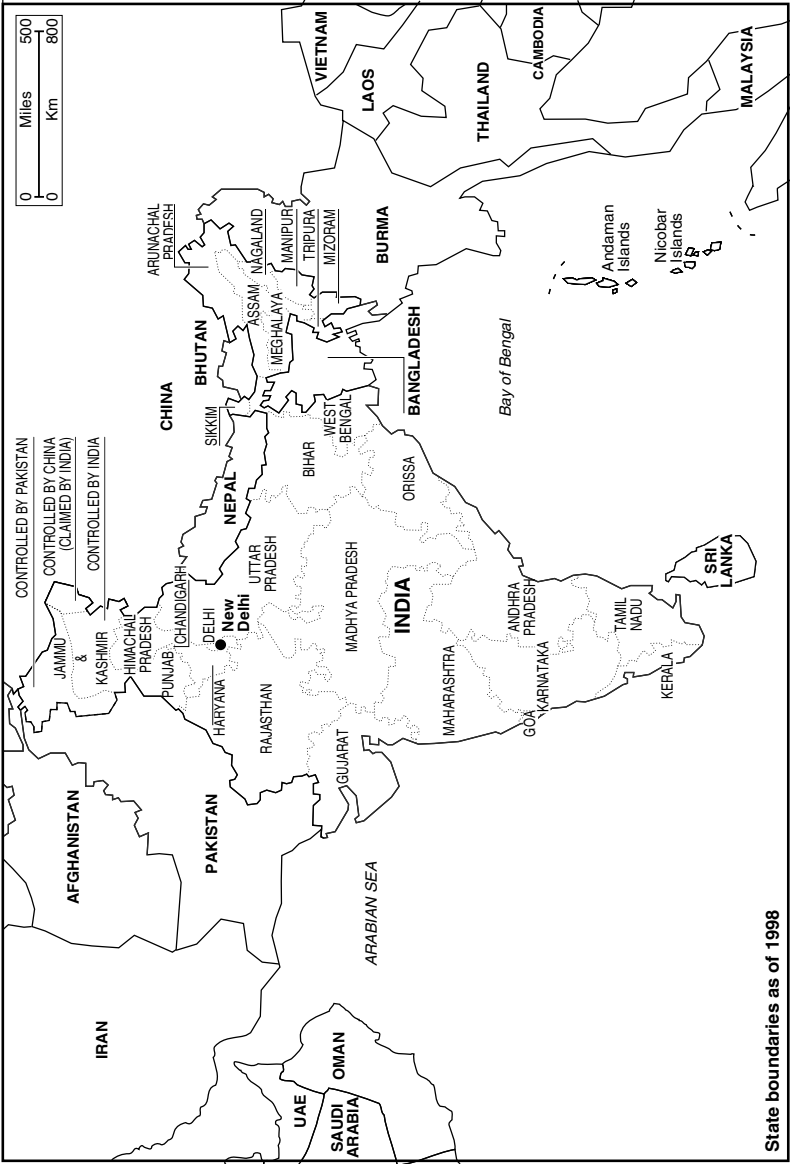 0 Miles 500
0 Km 800
IRAN
AFGHANISTAN
PAKISTAN
UAE
OMAN
SAUDI
ARABIA
ARABIAN SEA
CONTROLLED BY PAKISTAN
CONTROLLED BY CHINA
(CLAIMED BY INDIA)
CONTROLLED BY INDIA
JAMMU
&
KASHMIR
HIMACHAL
PRADESH
PUNJAB
CHANDIGARH
HARYANA
DELHI
New
Delhi
RAJASTHAN
UTTAR
PRADESH
GUJARAT
MADHYA PRADESH
INDIA
MAHARASHTRA
ANDHRA
PRADESH
GOA
KARNATAKA
TAMIL
NADU
KERALA
SRI
LANKA
CHINA
NEPAL
SIKKIM
BHUTAN
BIHAR
WEST
BENGAL
ORISSA
ARUNACHAL
PRADESH
ASSAM
NAGALAND
MEGHALAYA
MANIPUR
TRIPURA
MIZORAM
BANGLADESH
BURMA
Bay of Bengal
Andaman
Islands
Nicobar
Islands
VIETNAM
LAOS
THAILAND
CAMBODIA
MALAYSIA
State boundaries as of 1998